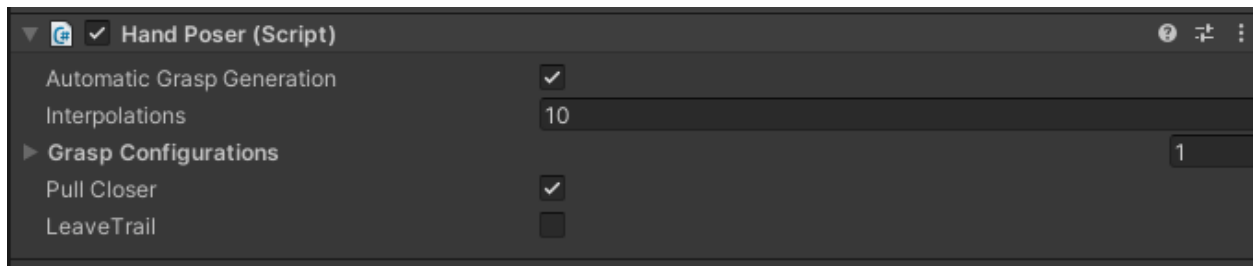 Hand Poser (Script)
Automatic Grasp Generation
Interpolations 10
Grasp Configurations 1
Pull Closer
LeaveTrail